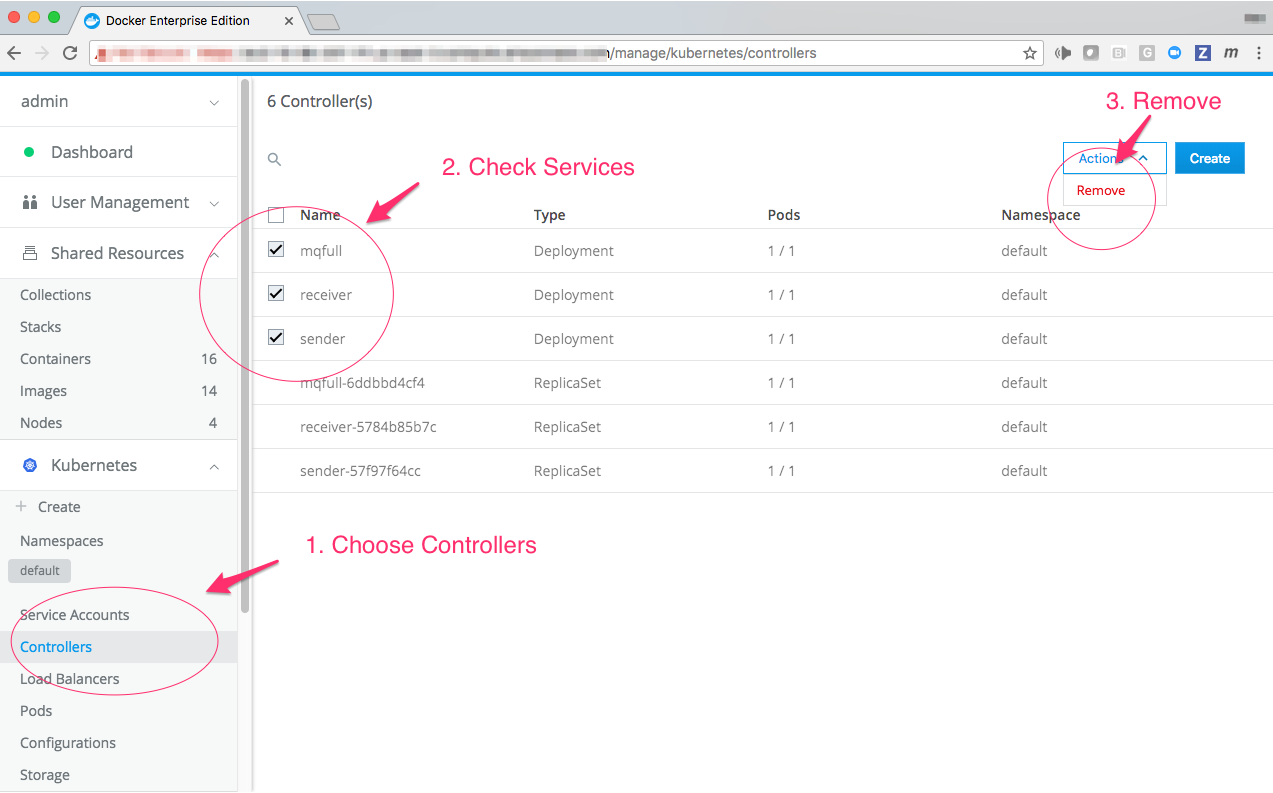 Docker Enterprise Edition
/manage/kubernetes/controllers
admin
Dashboard
User Management
Shared Resources
Collections
Stacks
Containers 16
Images 14
Nodes 4
Kubernetes
+ Create
Namespaces
default
Service Accounts
Controllers
Load Balancers
Pods
Configurations
Storage
6 Controller(s)
3. Remove
2. Check Services
Actions
Create
Remove
Name Type Pods Namespace
mqfull Deployment 1 / 1 default
receiver Deployment 1 / 1 default
sender Deployment 1 / 1 default
mqfull-6ddbbd4cf4 ReplicaSet 1 / 1 default
receiver-5784b85b7c ReplicaSet 1 / 1 default
sender-57f97f64cc ReplicaSet 1 / 1 default
1. Choose Controllers